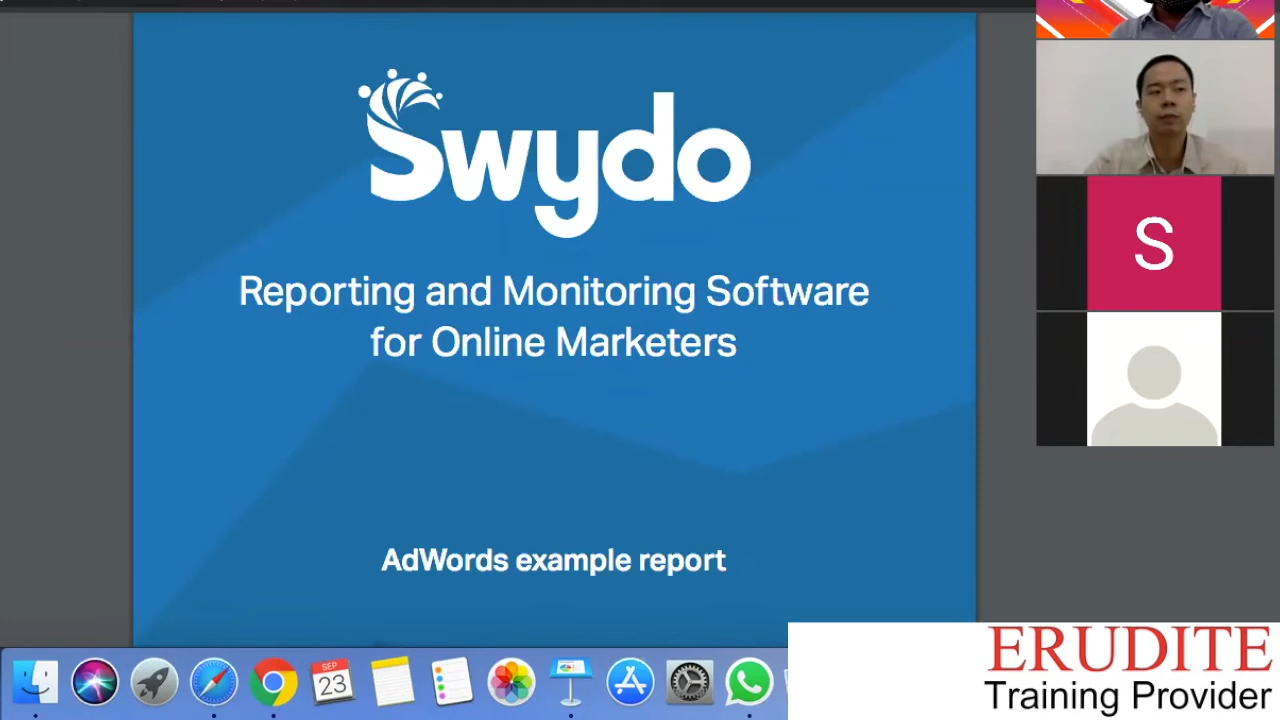 Swydo
Reporting and Monitoring Software
for Online Marketers
AdWords example report
S
SEP
23
ERUDITE
Training Provider